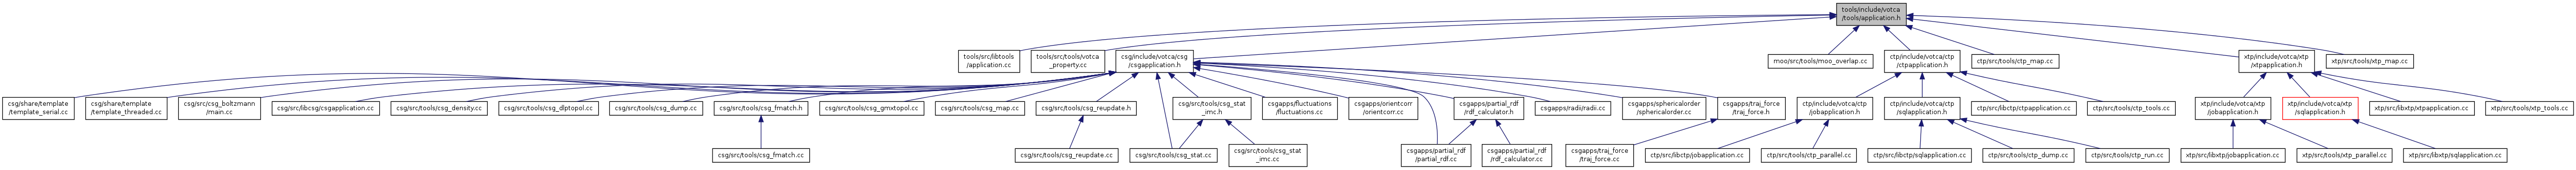 tools/include/votca
/tools/application.h
tools/src/libtools
/application.cc
tools/src/tools/votca
_property.cc
csg/include/votca/csg
/csgapplication.h
moo/src/tools/moo_overlap.cc
ctp/include/votca/ctp
/ctpapplication.h
ctp/src/tools/ctp_map.cc
xtp/include/votca/xtp
/xtpapplication.h
xtp/src/tools/xtp_map.cc
csg/share/template
/template_serial.cc
csg/share/template
/template_threaded.cc
csg/src/csg_boltzmann
/main.cc
csg/src/libcsg/csgapplication.cc
csg/src/tools/csg_density.cc
csg/src/tools/csg_dlptopol.cc
csg/src/tools/csg_dump.cc
csg/src/tools/csg_fmatch.h
csg/src/tools/csg_gmxtopol.cc
csg/src/tools/csg_map.cc
csg/src/tools/csg_reupdate.h
csg/src/tools/csg_stat
_imc.h
csgapps/fluctuations
/fluctuations.cc
csgapps/orientcorr
/orientcorr.cc
csgapps/partial_rdf
/rdf_calculator.h
csgapps/radii/radii.cc
csgapps/sphericalorder
/sphericalorder.cc
csgapps/traj_force
/traj_force.h
ctp/include/votca/ctp
/jobapplication.h
ctp/include/votca/ctp
/sqlapplication.h
ctp/src/libctp/ctpapplication.cc
ctp/src/tools/ctp_tools.cc
xtp/include/votca/xtp
/jobapplication.h
xtp/include/votca/xtp
/sqlapplication.h
xtp/src/libxtp/xtpapplication.cc
xtp/src/tools/xtp_tools.cc
csg/src/tools/csg_fmatch.cc
csg/src/tools/csg_reupdate.cc
csg/src/tools/csg_stat.cc
csg/src/tools/csg_stat
_imc.cc
csgapps/partial_rdf
/partial_rdf.cc
csgapps/partial_rdf
/rdf_calculator.cc
csgapps/traj_force
/traj_force.cc
ctp/src/libctp/jobapplication.cc
ctp/src/tools/ctp_parallel.cc
ctp/src/libctp/sqlapplication.cc
ctp/src/tools/ctp_dump.cc
ctp/src/tools/ctp_run.cc
xtp/src/libxtp/jobapplication.cc
xtp/src/tools/xtp_parallel.cc
xtp/src/libxtp/sqlapplication.cc